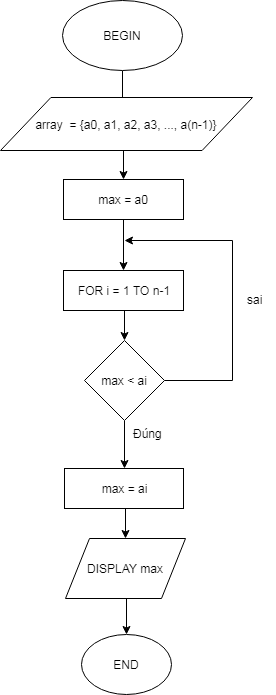 BEGIN
array = {a0, a1, a2, a3, ..., a(n-1)}
max = a0
FOR i = 1 TO n-1
sai
max < ai
Đúng
max = ai
DISPLAY max
END